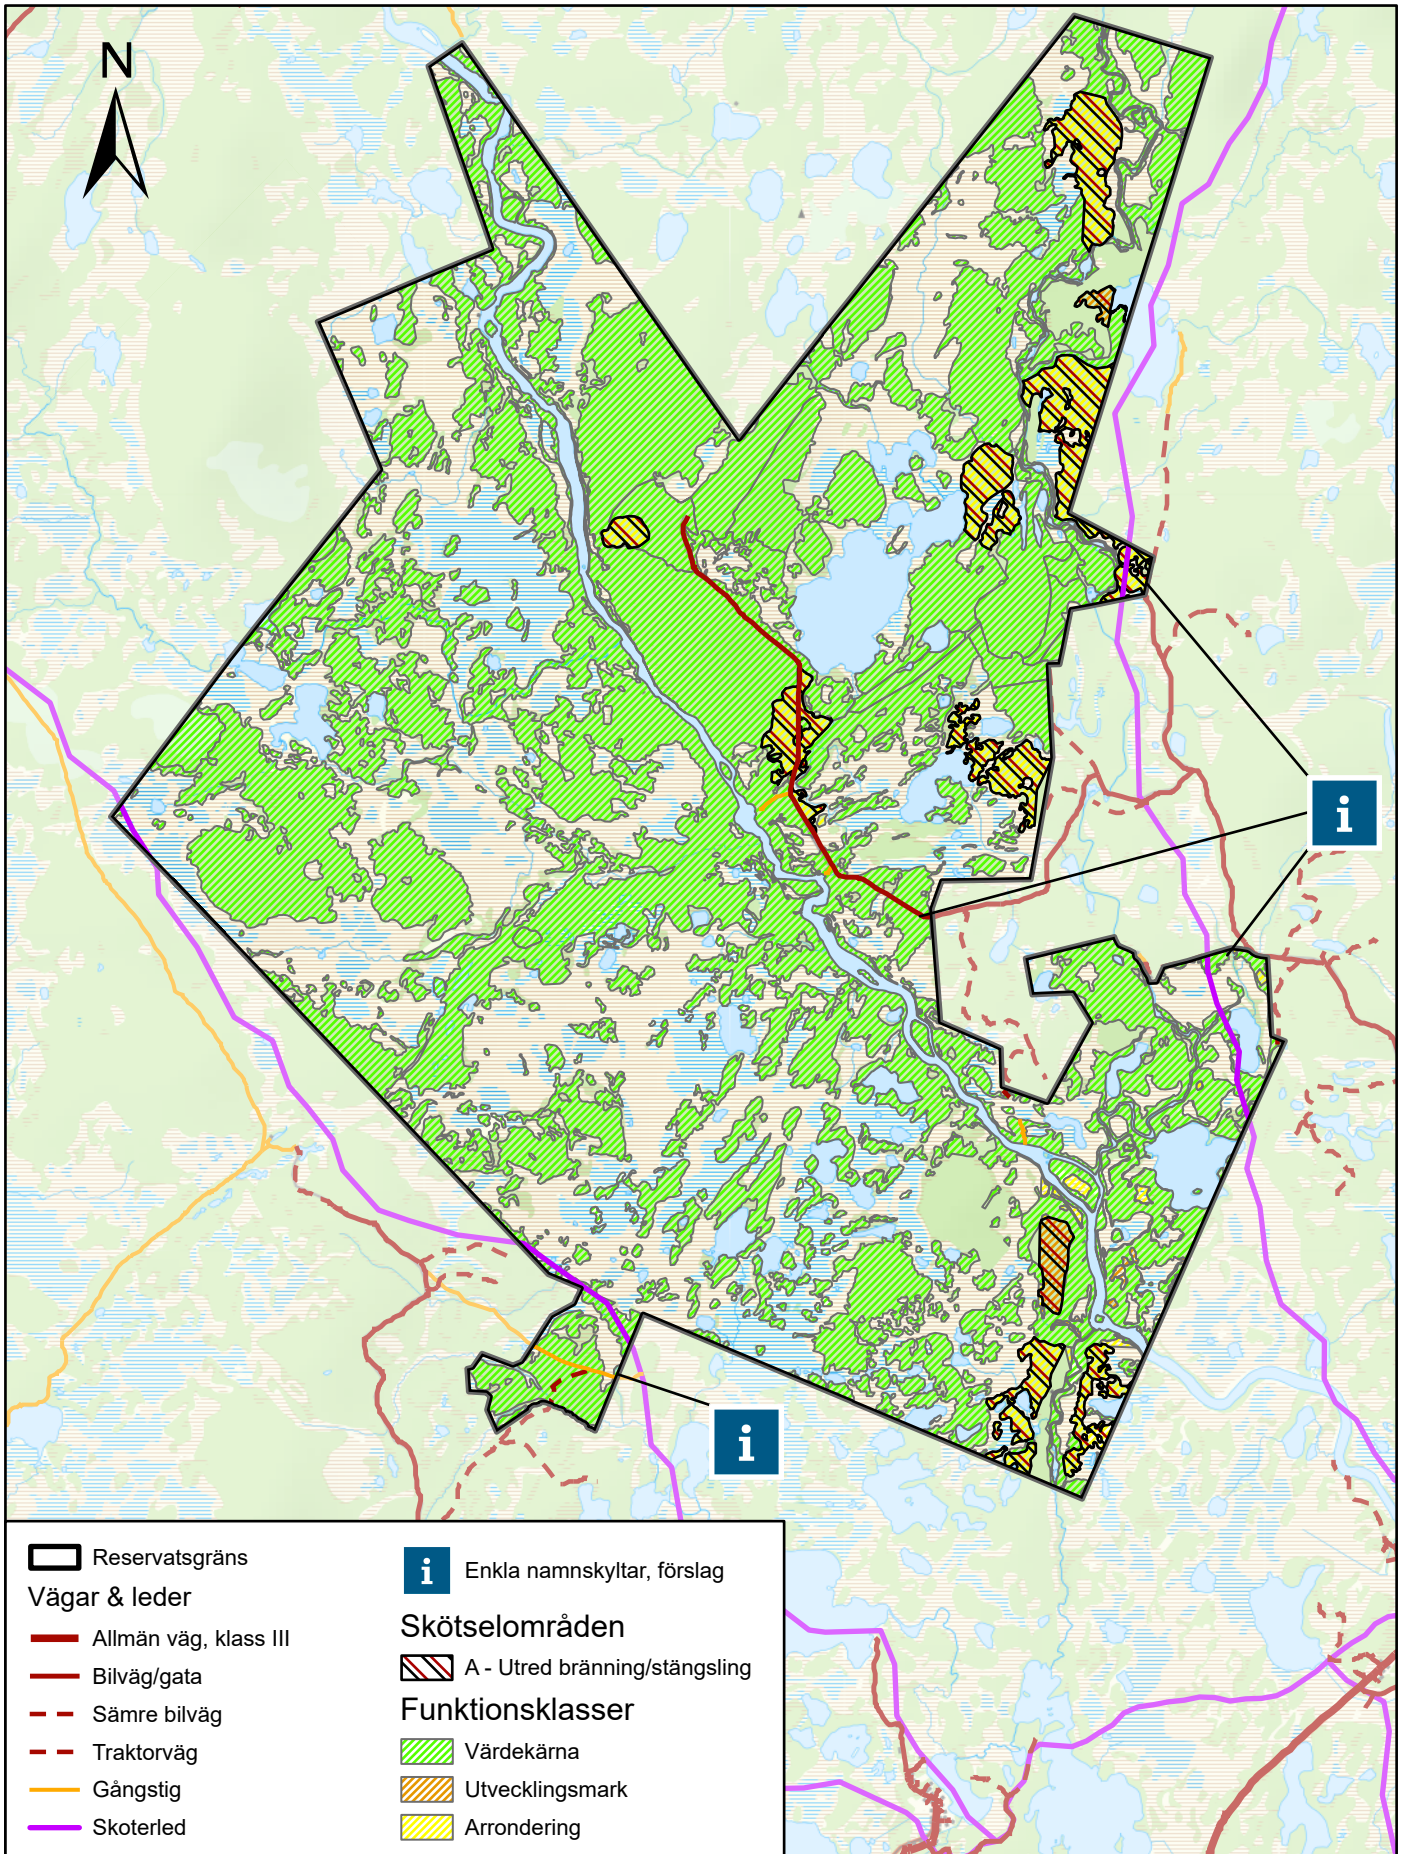 N
i
i
Reservatsgräns
Vägar & leder
Allmän väg, klass III
Bilväg/gata
Sämre bilväg
Traktorväg
Gångstig
Skoterled
i
Enkla namnskyltar, förslag
Skötselområden
A - Utred bränning/stängsling
Funktionsklasser
Värdekärna
Utvecklingsmark
Arrondering